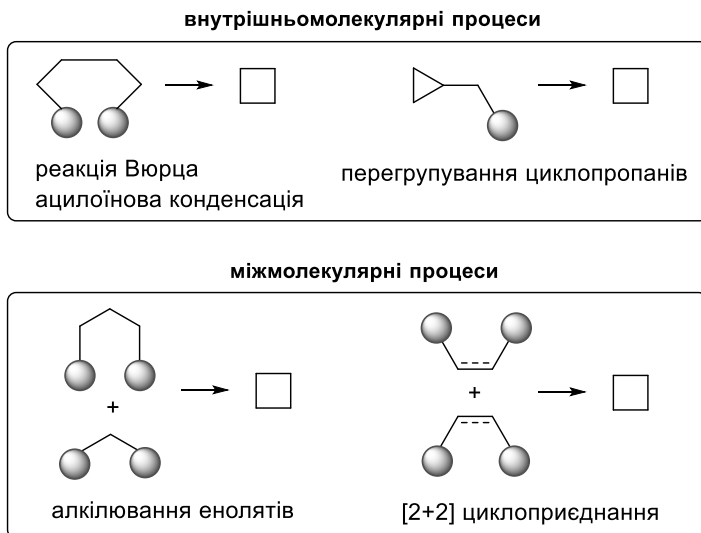 внутрішньомолекулярні процеси
реакція Вюрца
ацилоїнова конденсація
перегрупування циклопропанів
міжмолекулярні процеси
+
+
алкілювання енолятів
[2+2] циклоприєднання